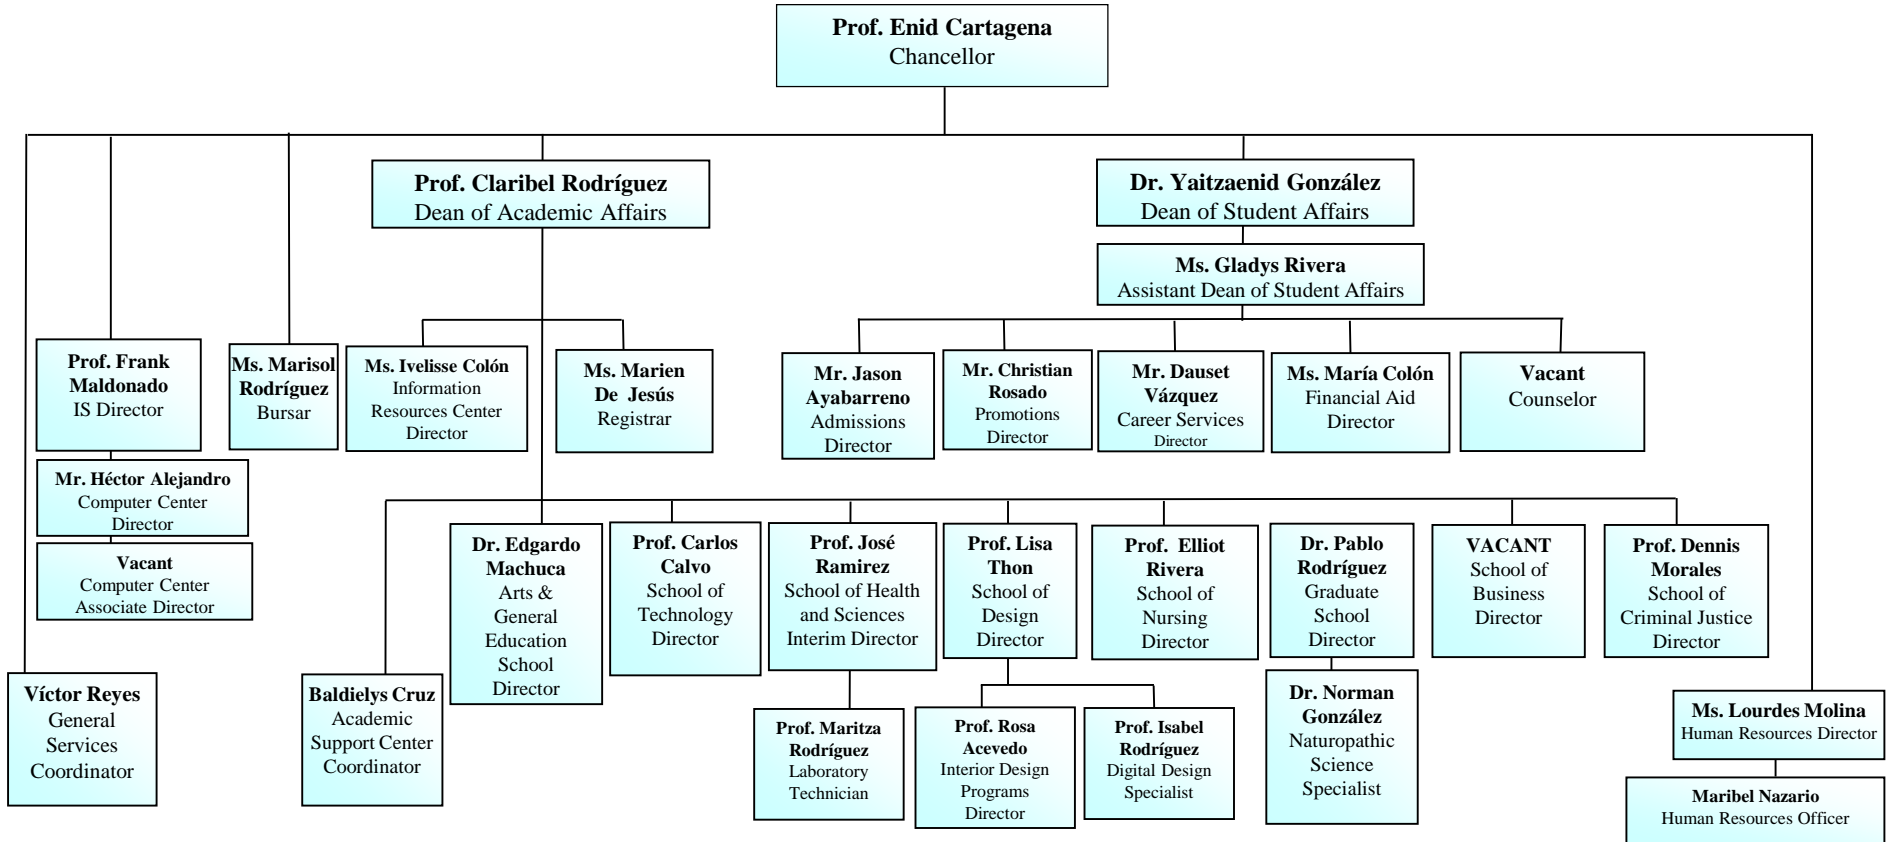 Prof. Enid Cartagena
Chancellor
Prof. Claribel Rodríguez
Dean of Academic Affairs
Dr. Yaitzaenid González
Dean of Student Affairs
Ms. Gladys Rivera
Assistant Dean of Student Affairs
Prof. Frank
Maldonado
IS Director
Ms. Marisol
Rodríguez
Bursar
Ms. Ivelisse Colón
Information
Resources Center
Director
Ms. Marien
De Jesús
Registrar
Mr. Jason
Ayabarreno
Admissions
Director
Mr. Christian
Rosado
Promotions
Director
Mr. Dauset
Vázquez
Career Services
Director
Ms. María Colón
Financial Aid
Director
Vacant
Counselor
Mr. Héctor Alejandro
Computer Center
Director
Vacant
Computer Center
Associate Director
Dr. Edgardo
Machuca
Arts &
General
Education
School
Director
Prof. Carlos
Calvo
School of
Technology
Director
Prof. José
Ramirez
School of Health
and Sciences
Interim Director
Prof. Lisa
Thon
School of
Design
Director
Prof. Elliot
Rivera
School of
Nursing
Director
Dr. Pablo
Rodríguez
Graduate
School
Director
VACANT
School of
Business
Director
Prof. Dennis
Morales
School of
Criminal Justice
Director
Víctor Reyes
General
Services
Coordinator
Baldielys Cruz
Academic
Support Center
Coordinator
Prof. Maritza
Rodríguez
Laboratory
Technician
Prof. Rosa
Acevedo
Interior Design
Programs
Director
Prof. Isabel
Rodríguez
Digital Design
Specialist
Dr. Norman
González
Naturopathic
Science
Specialist
Ms. Lourdes Molina
Human Resources Director
Maribel Nazario
Human Resources Officer